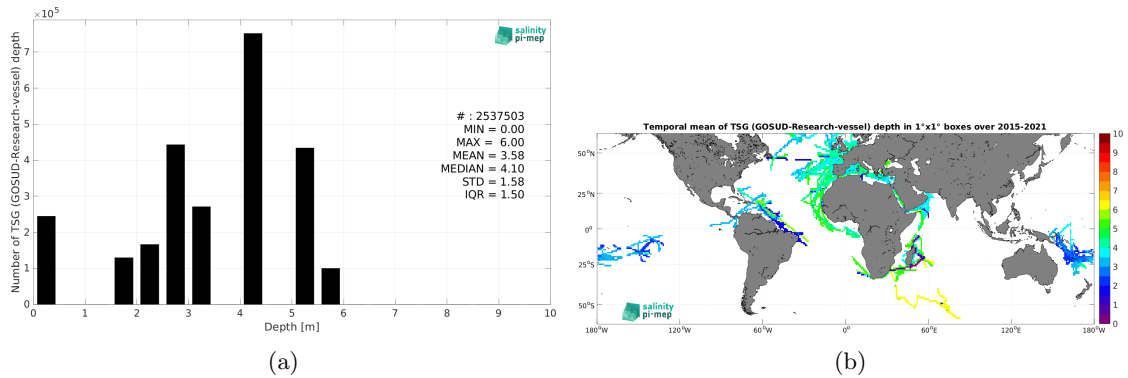 ×10⁵
7
6
5
4
3
2
1
0
Number of TSG (GOSUD-Research-vessel) depth
salinity
pi-mep
# : 2537503
MIN = 0.00
MAX = 6.00
MEAN = 3.58
MEDIAN = 4.10
STD = 1.58
IQR = 1.50
0 1 2 3 4 5 6 7 8 9 10
Depth [m]
(a)
Temporal mean of TSG (GOSUD-Research-vessel) depth in 1°x1° boxes over 2015-2021
50°N
25°N
0°
25°S
50°S
salinity
pi-mep
180°W 120°W 60°W 0° 60°E 120°E 180°W
10
9
8
7
6
5
4
3
2
1
0
(b)